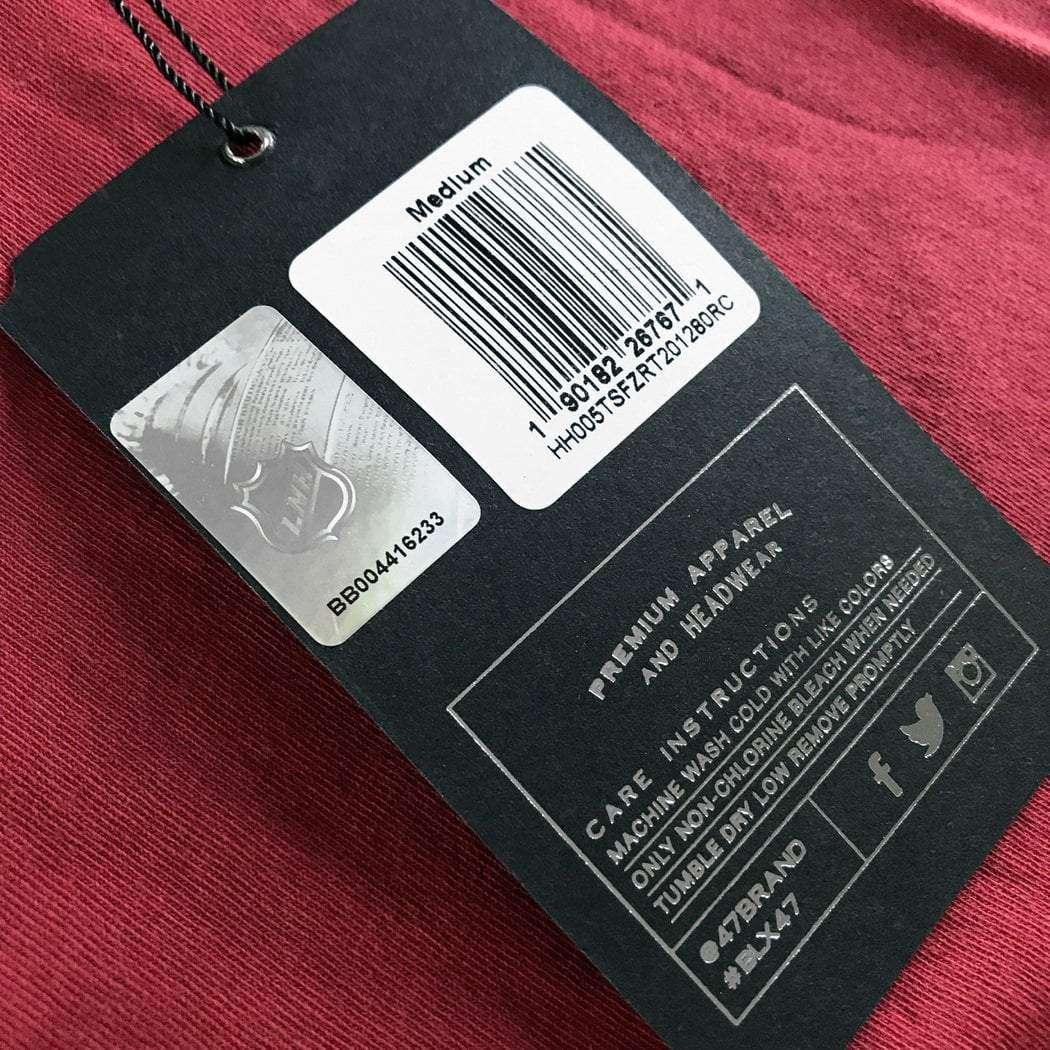 Medium
1 90182 26767 1
HH005TSFZRT201280RC
NHL
BB004416233
PREMIUM APPAREL
AND HEADWEAR
CARE INSTRUCTIONS
MACHINE WASH COLD WITH LIKE COLORS
ONLY NON-CHLORINE BLEACH WHEN NEEDED
TUMBLE DRY LOW REMOVE PROMPTLY
@47BRAND
#BLX47